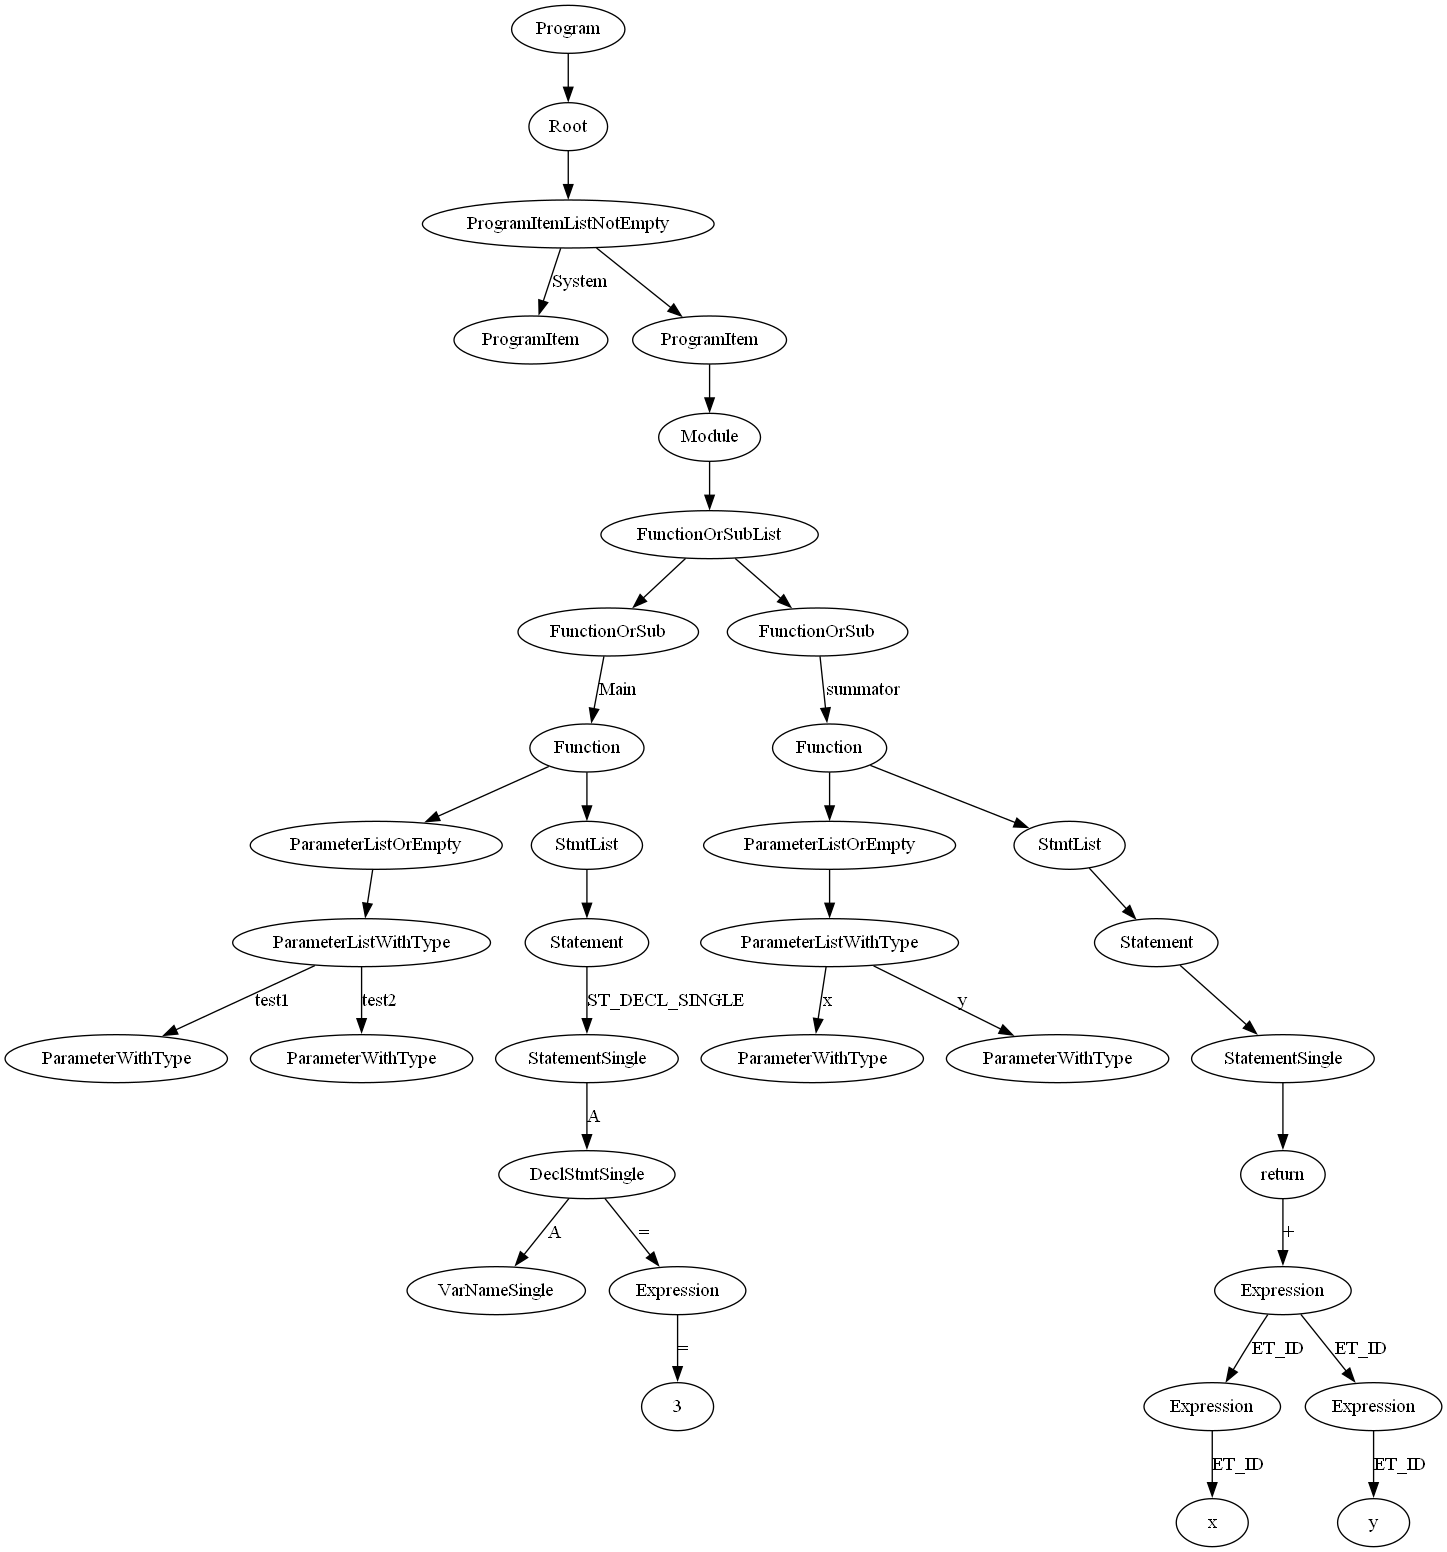 Program
Root
ProgramItemListNotEmpty
System
ProgramItem
ProgramItem
Module
FunctionOrSubList
FunctionOrSub
FunctionOrSub
Main
summator
Function
Function
ParameterListOrEmpty
StmtList
ParameterListOrEmpty
StmtList
ParameterListWithType
Statement
ParameterListWithType
Statement
test1
test2
ST_DECL_SINGLE
x
y
ParameterWithType
ParameterWithType
StatementSingle
ParameterWithType
ParameterWithType
StatementSingle
A
DeclStmtSingle
return
A
=
+
VarNameSingle
Expression
Expression
=
ET_ID
ET_ID
3
Expression
Expression
ET_ID
ET_ID
x
y